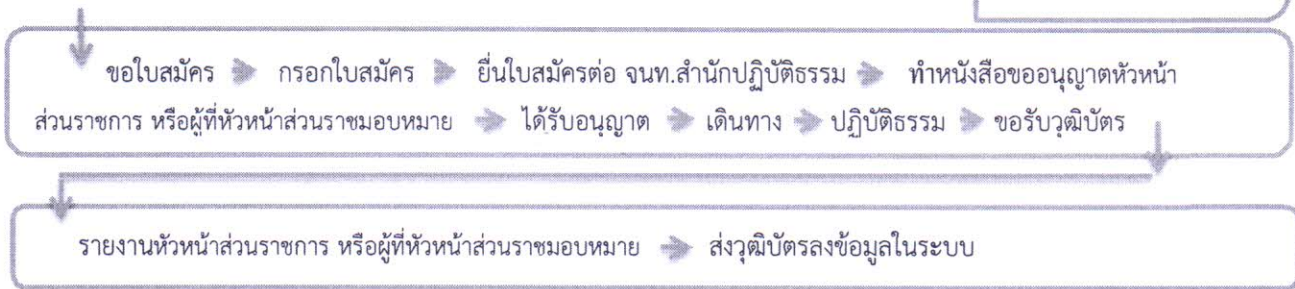 ขอใบสมัคร กรอกใบสมัคร ยื่นใบสมัครต่อ จนท.สำนักปฏิบัติธรรม ทำหนังสือขออนุญาตหัวหน้า
ส่วนราชการ หรือผู้ที่หัวหน้าส่วนราชมอบหมาย ได้รับอนุญาต เดินทาง ปฏิบัติธรรม ขอรับวุฒิบัตร
รายงานหัวหน้าส่วนราชการ หรือผู้ที่หัวหน้าส่วนราชมอบหมาย ส่งวุฒิบัตรลงข้อมูลในระบบ